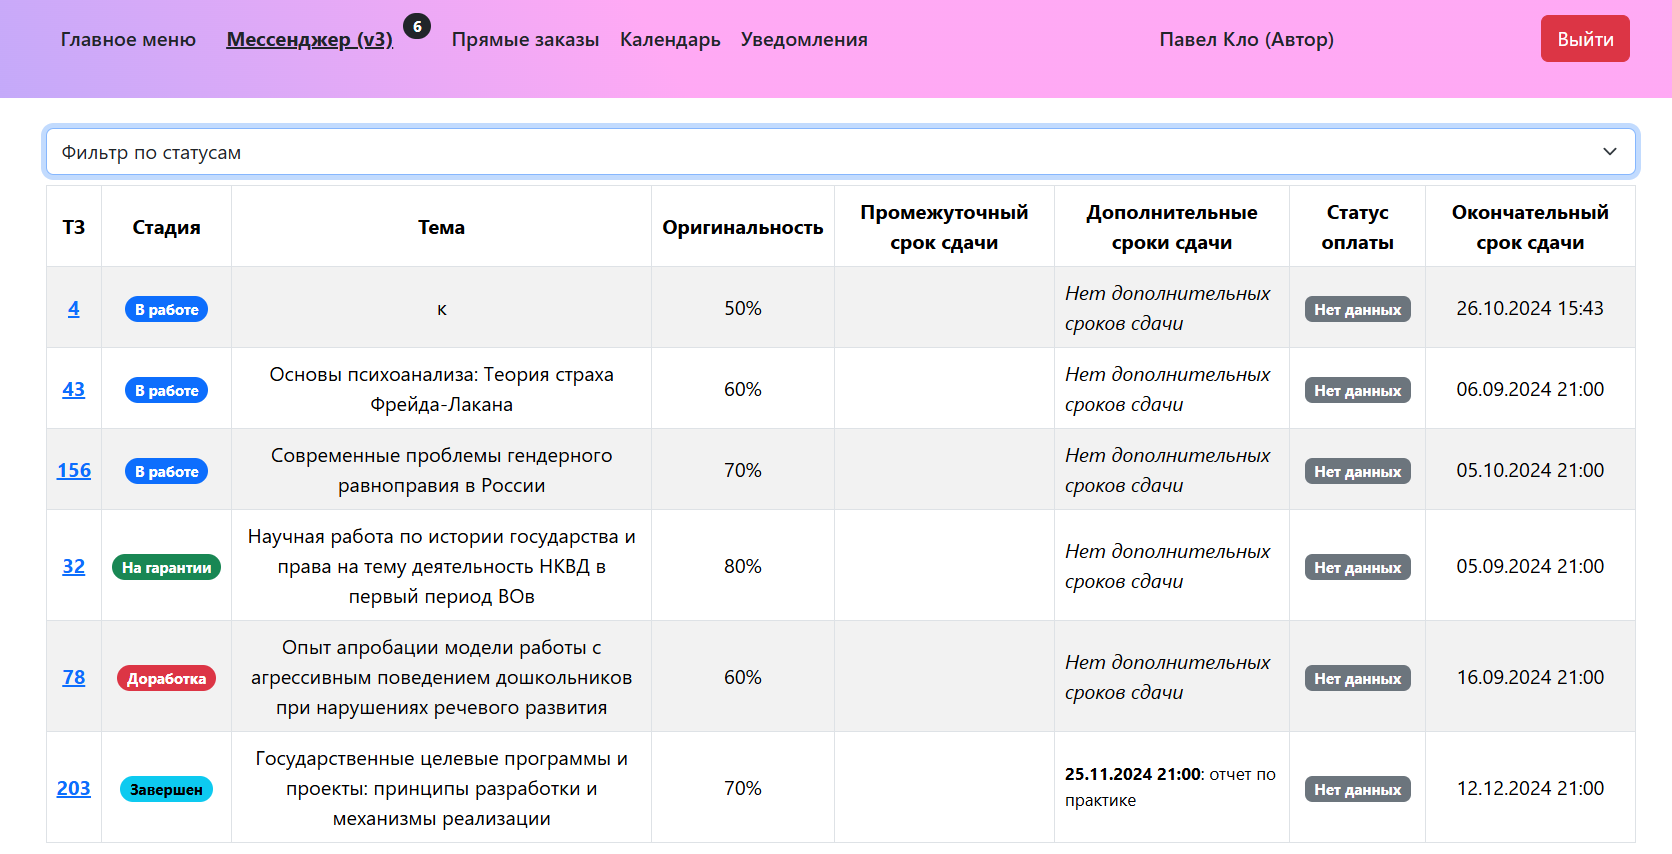 Главное меню Мессенджер (v3) 6 Прямые заказы Календарь Уведомления Павел Кло (Автор) Выйти
Фильтр по статусам
ТЗ Стадия Тема Оригинальность Промежуточный срок сдачи Дополнительные сроки сдачи Статус оплаты Окончательный срок сдачи
4 В работе к 50% Нет дополнительных сроков сдачи Нет данных 26.10.2024 15:43
43 В работе Основы психоанализа: Теория страха Фрейда-Лакана 60% Нет дополнительных сроков сдачи Нет данных 06.09.2024 21:00
156 В работе Современные проблемы гендерного равноправия в России 70% Нет дополнительных сроков сдачи Нет данных 05.10.2024 21:00
32 На гарантии Научная работа по истории государства и права на тему деятельность НКВД в первый период ВОв 80% Нет дополнительных сроков сдачи Нет данных 05.09.2024 21:00
78 Доработка Опыт апробации модели работы с агрессивным поведением дошкольников при нарушениях речевого развития 60% Нет дополнительных сроков сдачи Нет данных 16.09.2024 21:00
203 Завершен Государственные целевые программы и проекты: принципы разработки и механизмы реализации 70% 25.11.2024 21:00: отчет по практике Нет данных 12.12.2024 21:00